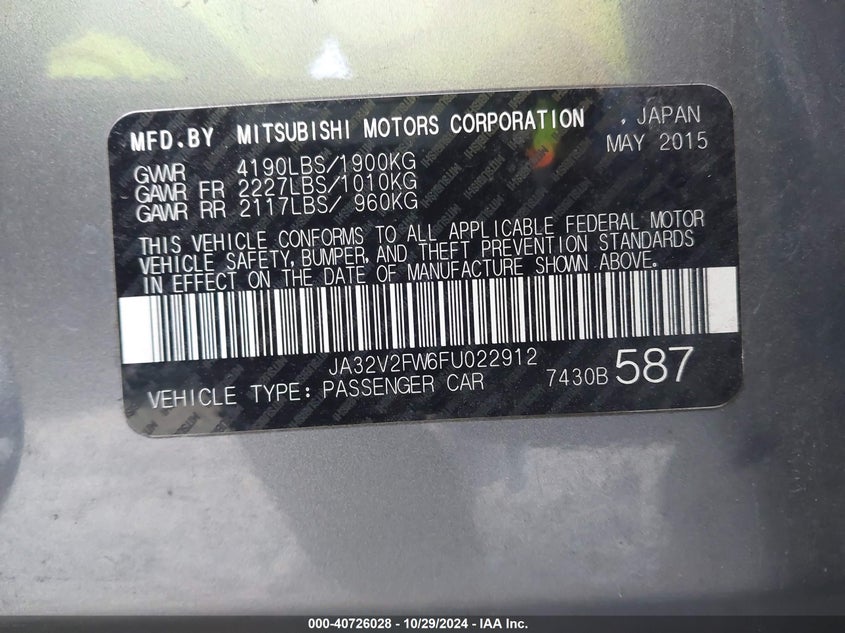 MFD.BY MITSUBISHI MOTORS CORPORATION , JAPAN
MAY 2015
GVWR 4190LBS/1900KG
GAWR FR 2227LBS/1010KG
GAWR RR 2117LBS/ 960KG
THIS VEHICLE CONFORMS TO ALL APPLICABLE FEDERAL MOTOR
VEHICLE SAFETY, BUMPER, AND THEFT PREVENTION STANDARDS
IN EFFECT ON THE DATE OF MANUFACTURE SHOWN ABOVE.
JA32V2FW6FU022912
VEHICLE TYPE: PASSENGER CAR 7430B 587
000-40726028 - 10/29/2024 - IAA Inc.